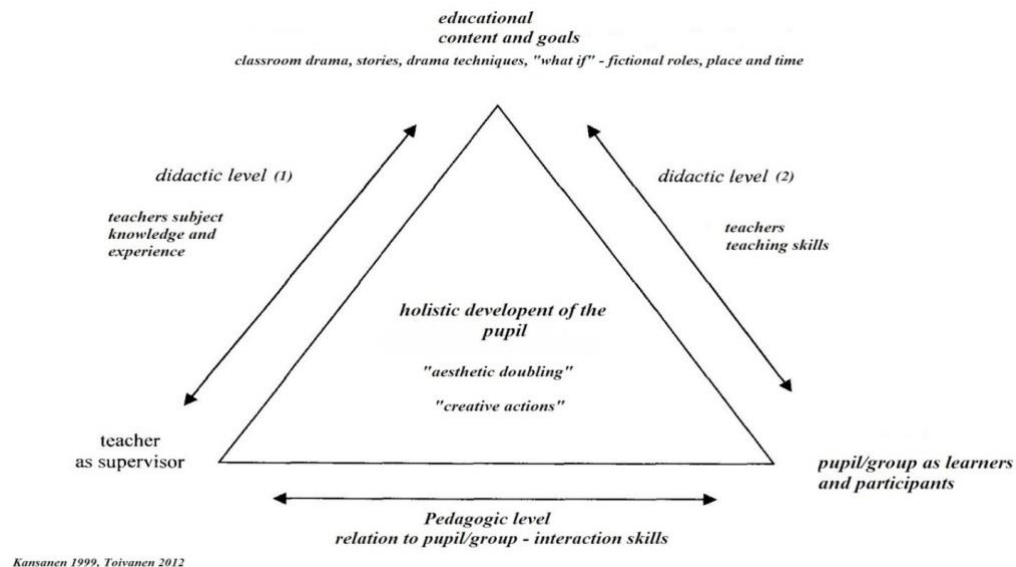 educational
content and goals
classroom drama, stories, drama techniques, "what if" - fictional roles, place and time
didactic level (1)
didactic level (2)
teachers subject
knowledge and
experience
teachers
teaching skills
holistic developent of the
pupil
"aesthetic doubling"
"creative actions"
teacher
as supervisor
pupil/group as learners
and participants
Pedagogic level
relation to pupil/group - interaction skills
Kansanen 1999, Toivanen 2012